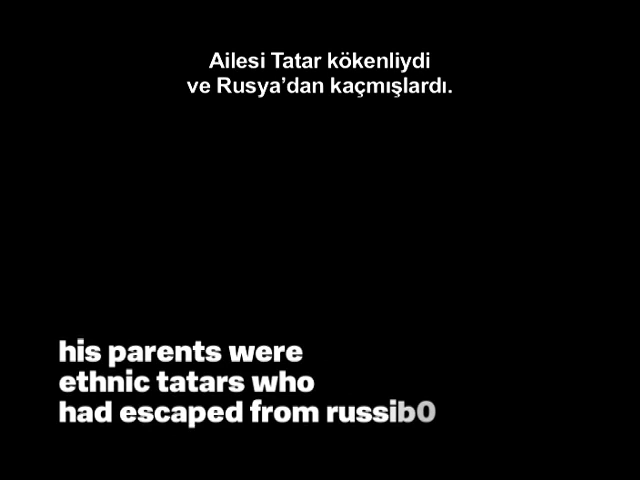 Ailesi Tatar kökenliydi
ve Rusya’dan kaçmışlardı.
his parents were
ethnic tatars who
had escaped from russib0